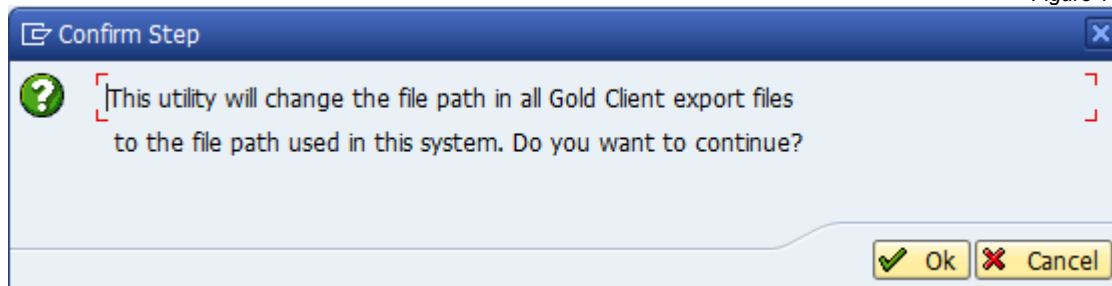 Confirm Step
This utility will change the file path in all Gold Client export files
to the file path used in this system. Do you want to continue?
Ok Cancel